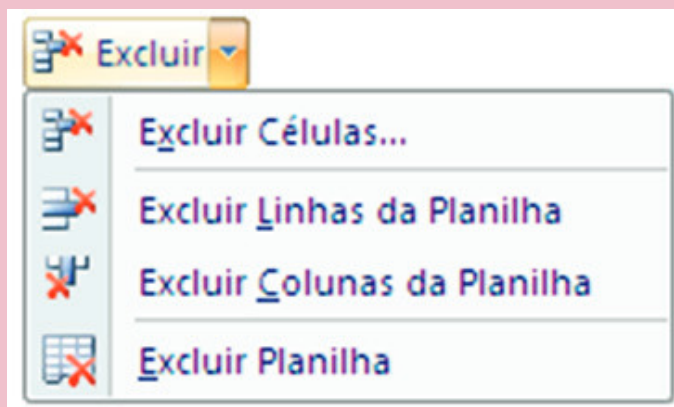 Excluir
Excluir Células...
Excluir Linhas da Planilha
Excluir Colunas da Planilha
Excluir Planilha